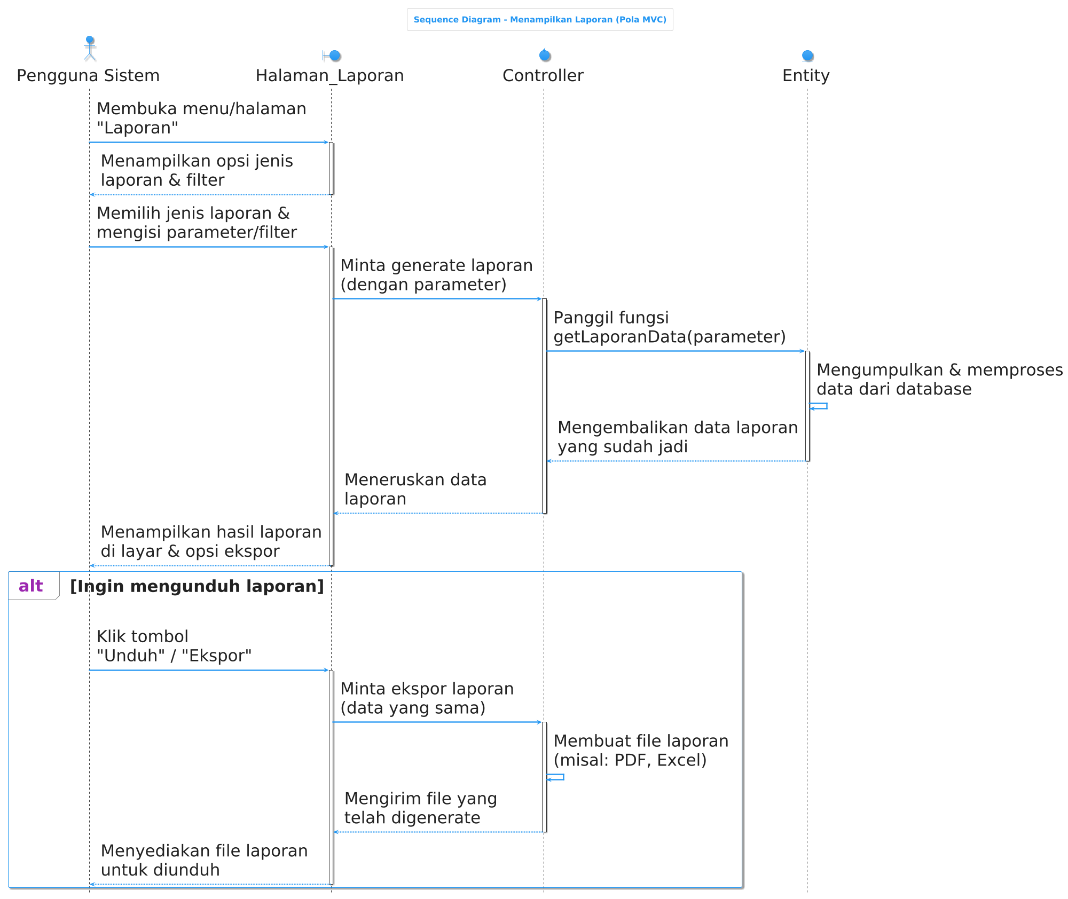 Sequence Diagram - Menampilkan Laporan (Pola MVC)
Pengguna Sistem
Halaman_Laporan
Controller
Entity
Membuka menu/halaman
"Laporan"
Menampilkan opsi jenis
laporan & filter
Memilih jenis laporan &
mengisi parameter/filter
Minta generate laporan
(dengan parameter)
Panggil fungsi
getLaporanData(parameter)
Mengumpulkan & memproses
data dari database
Mengembalikan data laporan
yang sudah jadi
Meneruskan data
laporan
Menampilkan hasil laporan
di layar & opsi ekspor
alt
[Ingin mengunduh laporan]
Klik tombol
"Unduh" / "Ekspor"
Minta ekspor laporan
(data yang sama)
Membuat file laporan
(misal: PDF, Excel)
Mengirim file yang
telah digenerate
Menyediakan file laporan
untuk diunduh